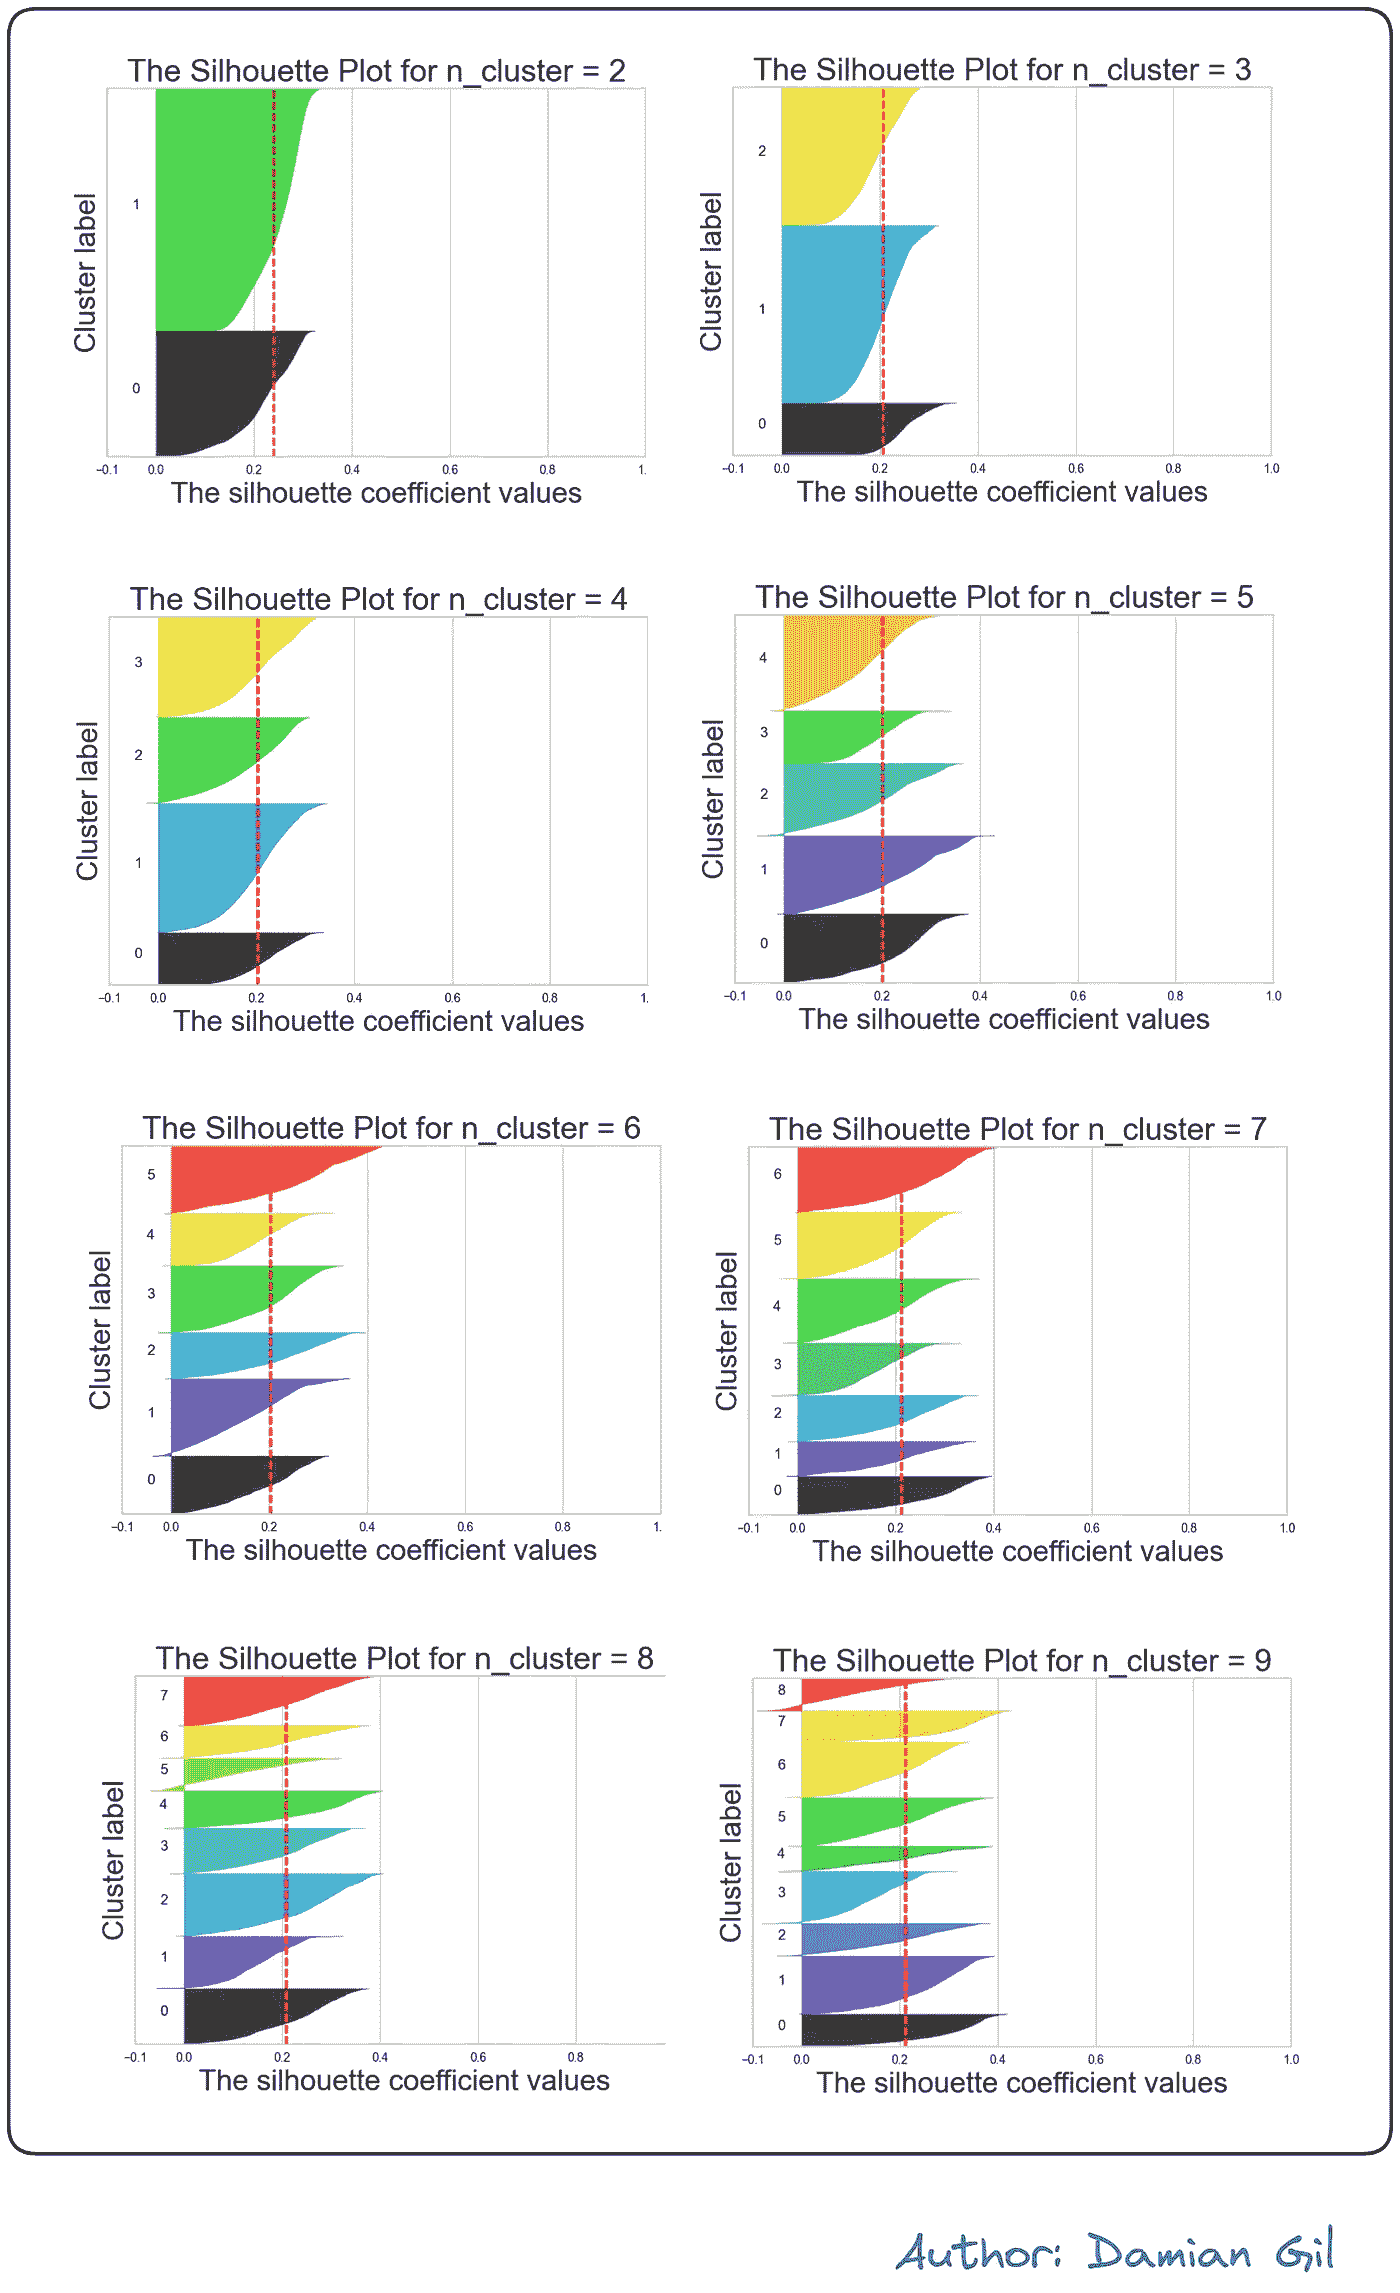 The Silhouette Plot for n_cluster = 2
Cluster label
1
0
−0.1 0.0 0.2 0.4 0.6 0.8 1.
The silhouette coefficient values
The Silhouette Plot for n_cluster = 3
Cluster label
2
1
0
−0.1 0.0 0.2 0.4 0.6 0.8 1.0
The silhouette coefficient values
The Silhouette Plot for n_cluster = 4
Cluster label
3
2
1
0
−0.1 0.0 0.2 0.4 0.6 0.8 1.
The silhouette coefficient values
The Silhouette Plot for n_cluster = 5
Cluster label
4
3
2
1
0
−0.1 0.0 0.2 0.4 0.6 0.8 1.0
The silhouette coefficient values
The Silhouette Plot for n_cluster = 6
Cluster label
5
4
3
2
1
0
−0.1 0.0 0.2 0.4 0.6 0.8 1.
The silhouette coefficient values
The Silhouette Plot for n_cluster = 7
Cluster label
6
5
4
3
2
1
0
−0.1 0.0 0.2 0.4 0.6 0.8 1.0
The silhouette coefficient values
The Silhouette Plot for n_cluster = 8
Cluster label
7
6
5
4
3
2
1
0
−0.1 0.0 0.2 0.4 0.6 0.8
The silhouette coefficient values
The Silhouette Plot for n_cluster = 9
Cluster label
8
7
6
5
4
3
2
1
0
−0.1 0.0 0.2 0.4 0.6 0.8 1.0
The silhouette coefficient values
Author: Damian Gil